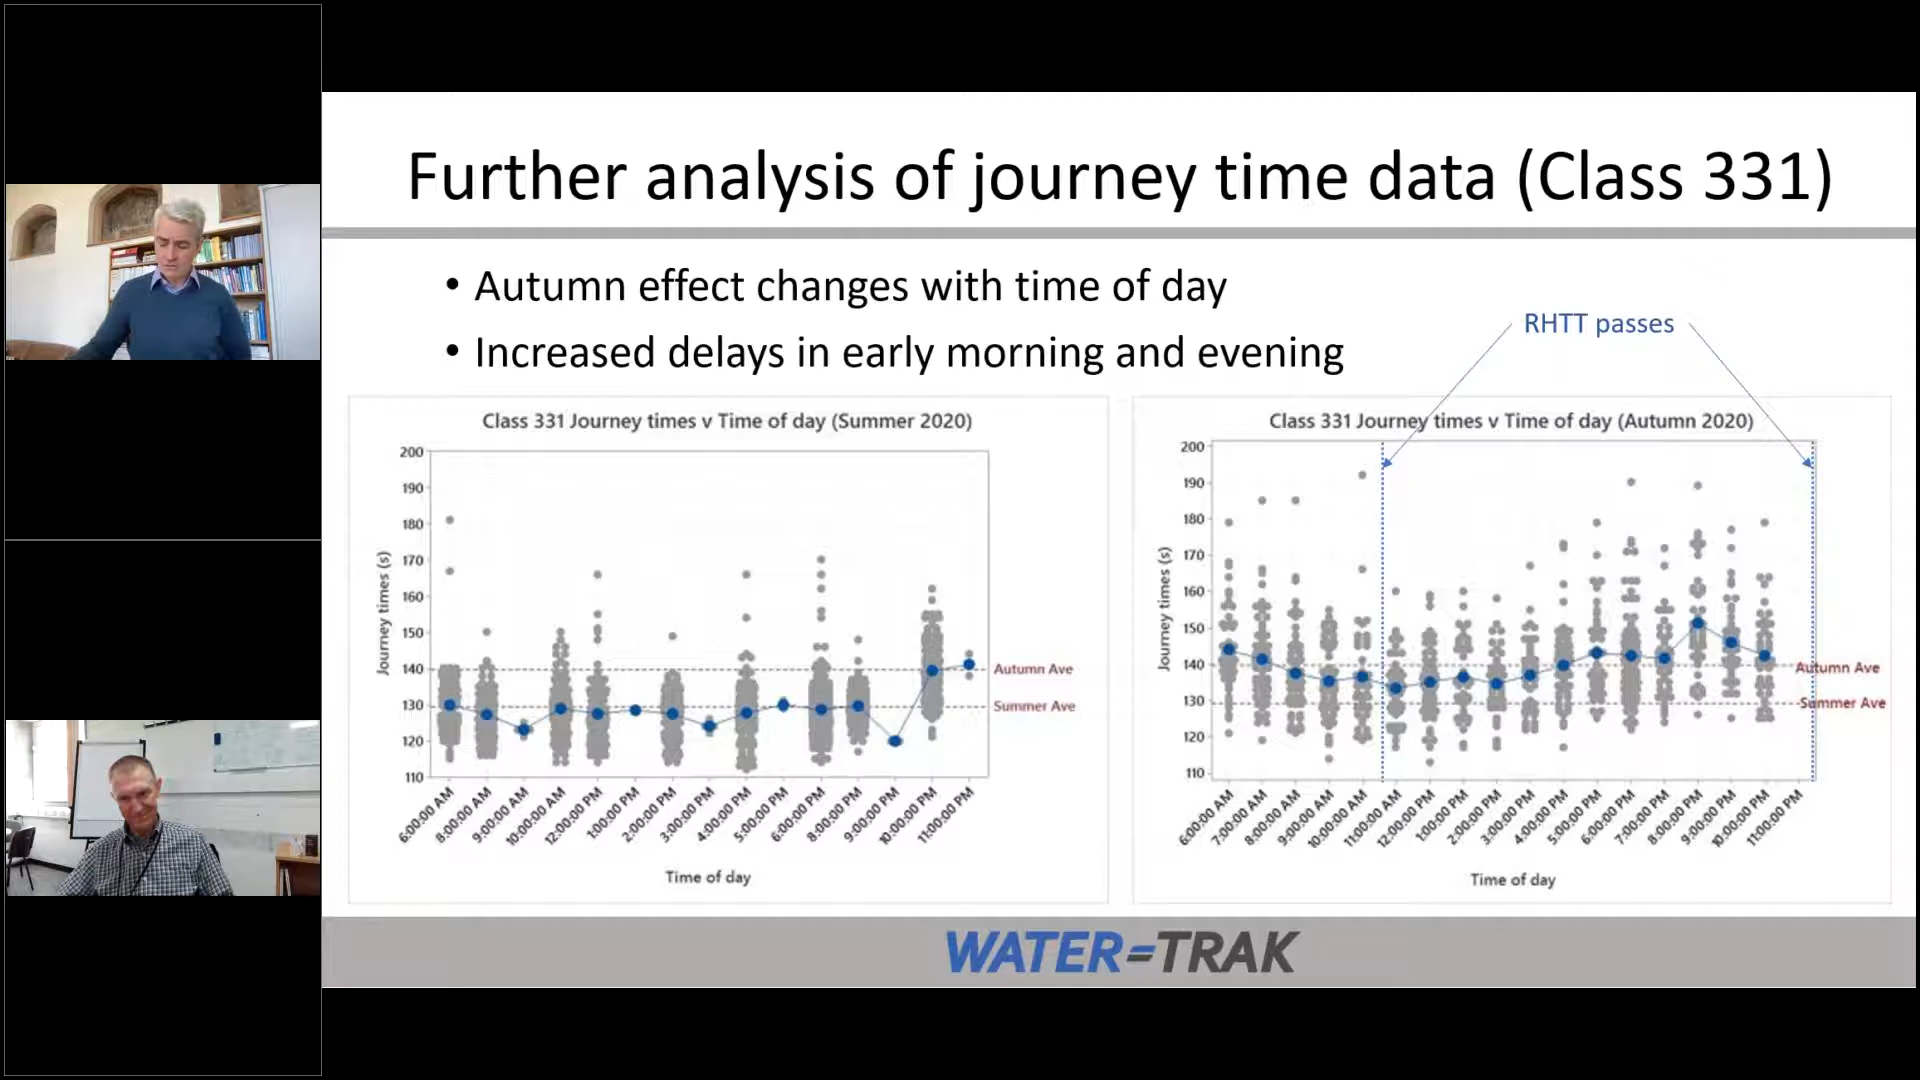 Further analysis of journey time data (Class 331)
• Autumn effect changes with time of day
• Increased delays in early morning and evening
RHTT passes
Class 331 Journey times v Time of day (Summer 2020)
Journey times (s)
200
190
180
170
160
150
140
130
120
110
Autumn Ave
Summer Ave
6:00:00 AM
8:00:00 AM
9:00:00 AM
10:00:00 AM
12:00:00 PM
1:00:00 PM
2:00:00 PM
3:00:00 PM
4:00:00 PM
5:00:00 PM
6:00:00 PM
8:00:00 PM
9:00:00 PM
10:00:00 PM
11:00:00 PM
Time of day
Class 331 Journey times v Time of day (Autumn 2020)
Journey times (s)
200
190
180
170
160
150
140
130
120
110
Autumn Ave
Summer Ave
6:00:00 AM
7:00:00 AM
8:00:00 AM
9:00:00 AM
10:00:00 AM
11:00:00 AM
12:00:00 PM
1:00:00 PM
2:00:00 PM
3:00:00 PM
4:00:00 PM
5:00:00 PM
6:00:00 PM
7:00:00 PM
8:00:00 PM
9:00:00 PM
10:00:00 PM
11:00:00 PM
Time of day
WATER=TRAK